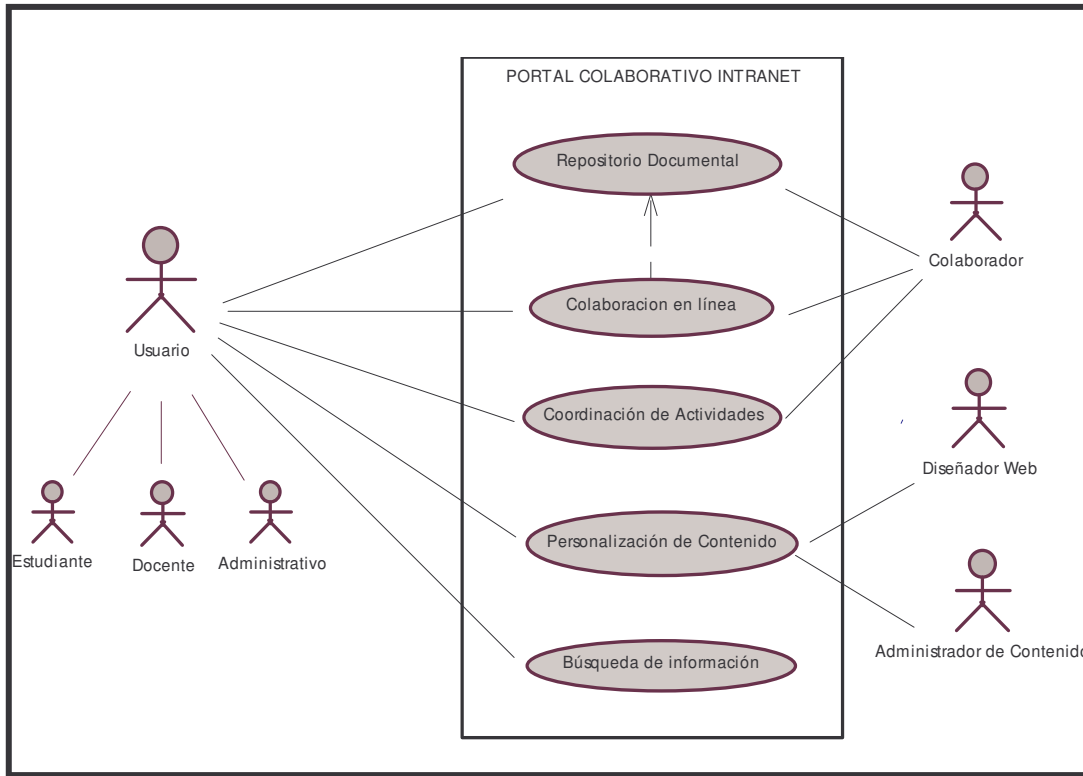 PORTAL COLABORATIVO INTRANET
Repositorio Documental
Colaborador
Colaboracion en línea
Usuario
Coordinación de Actividades
Diseñador Web
Personalización de Contenido
Estudiante
Docente
Administrativo
Administrador de Contenido
Búsqueda de información